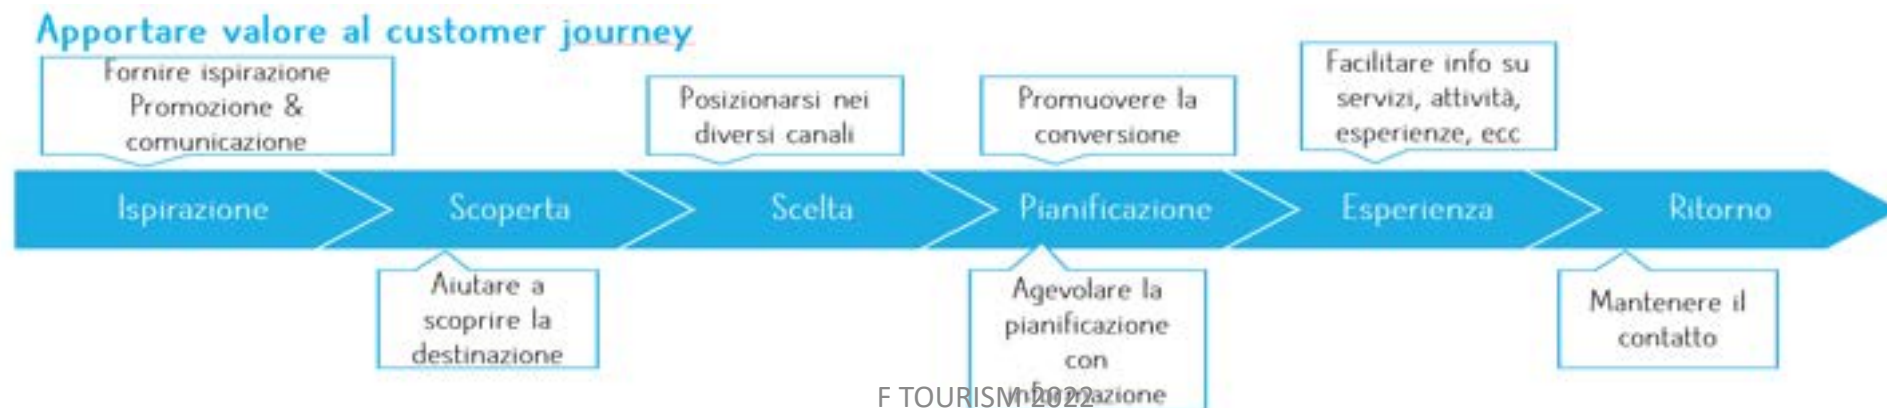 Apportare valore al customer journey
Fornire ispirazione
Promozione &
comunicazione
Posizionarsi nei
diversi canali
Promuovere la
conversione
Facilitare info su
servizi, attività,
esperienze, ecc
Ispirazione
Scoperta
Scelta
Pianificazione
Esperienza
Ritorno
Aiutare a
scoprire la
destinazione
Agevolare la
pianificazione
con
informazione
Mantenere il
contatto
F TOURISM 2022